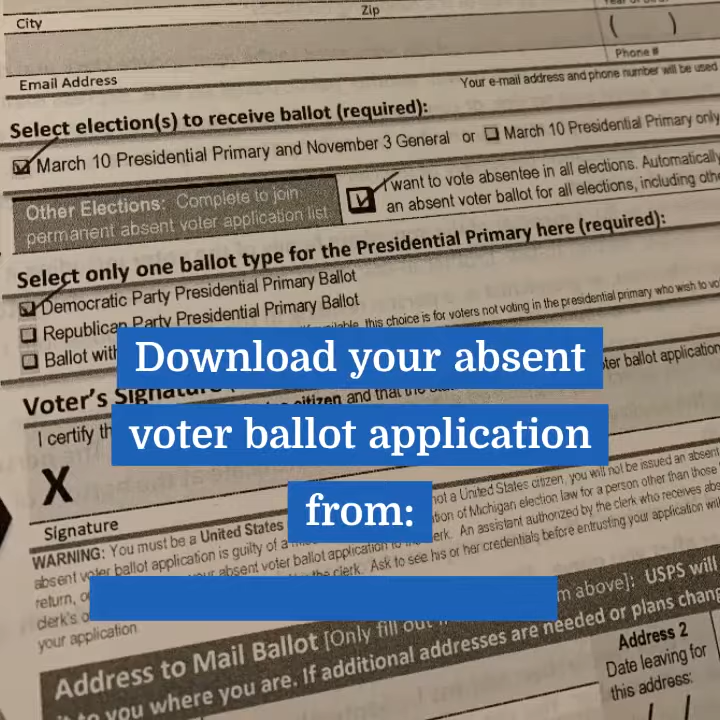 City
Zip
( )
Phone #
Email Address
Your e-mail address and phone number will be used
Select election(s) to receive ballot (required):
March 10 Presidential Primary and November 3 General or March 10 Presidential Primary only
Other Elections: Complete to join
permanent absent voter application list
I want to vote absentee in all elections. Automatically
an absent voter ballot for all elections, including
Select only one ballot type for the Presidential Primary here (required):
Democratic Party Presidential Primary Ballot
Republican Party Presidential Primary Ballot
Ballot
this choice is for voters not voting in the presidential primary who wish to
Download your absent
voter ballot application
from:
ballot application
Voter's Signature
citizen and that the
I certify
X
Signature
not a United States citizen, you will not be issued an absent
of Michigan election law for a person other than those
WARNING: You must be a United States
absent voter ballot application is guilty of a
An assistant authorized by the clerk who receives
absent voter ballot application
clerk. Ask to see his or her credentials before entrusting your application
return,
clerk's
your application.
Address to Mail Ballot [Only fill out
above]: USPS will
to you where you are. If additional addresses are needed or plans
Address 2
Date leaving for
this address:
/ /